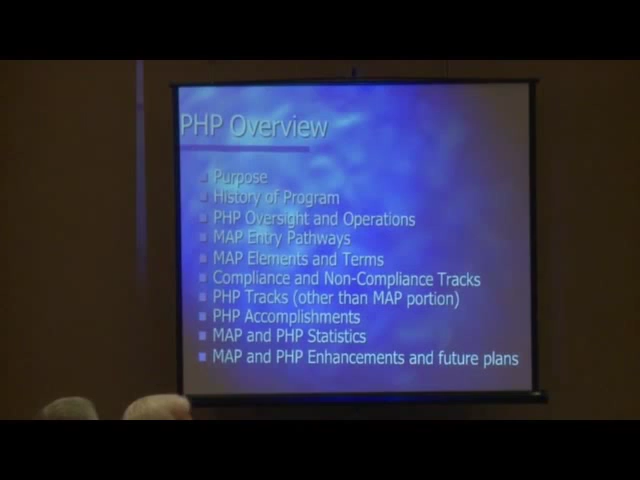 PHP Overview
Purpose
History of Program
PHP Oversight and Operations
MAP Entry Pathways
MAP Elements and Terms
Compliance and Non-Compliance Tracks
PHP Tracks (other than MAP portion)
PHP Accomplishments
MAP and PHP Statistics
MAP and PHP Enhancements and future plans